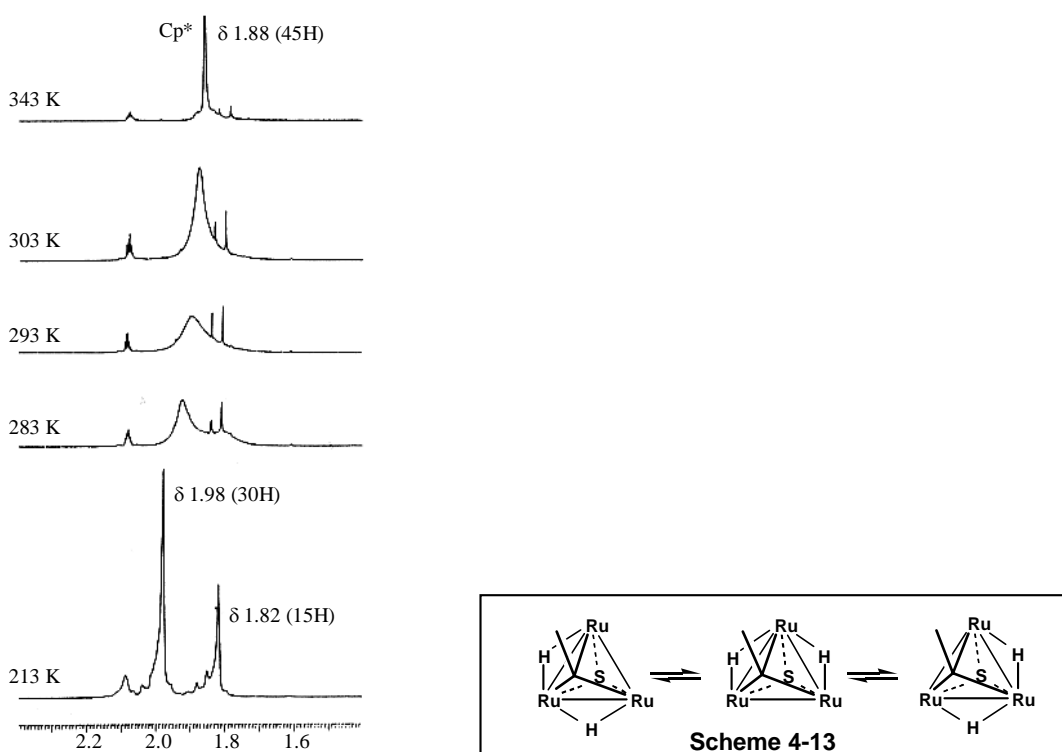 Cp*
δ 1.88 (45H)
343 K
303 K
293 K
283 K
δ 1.98 (30H)
δ 1.82 (15H)
213 K
2.2 2.0 1.8 1.6
Ru Ru Ru
H H H H
S S S
Ru Ru Ru Ru Ru Ru
H H
Scheme 4-13